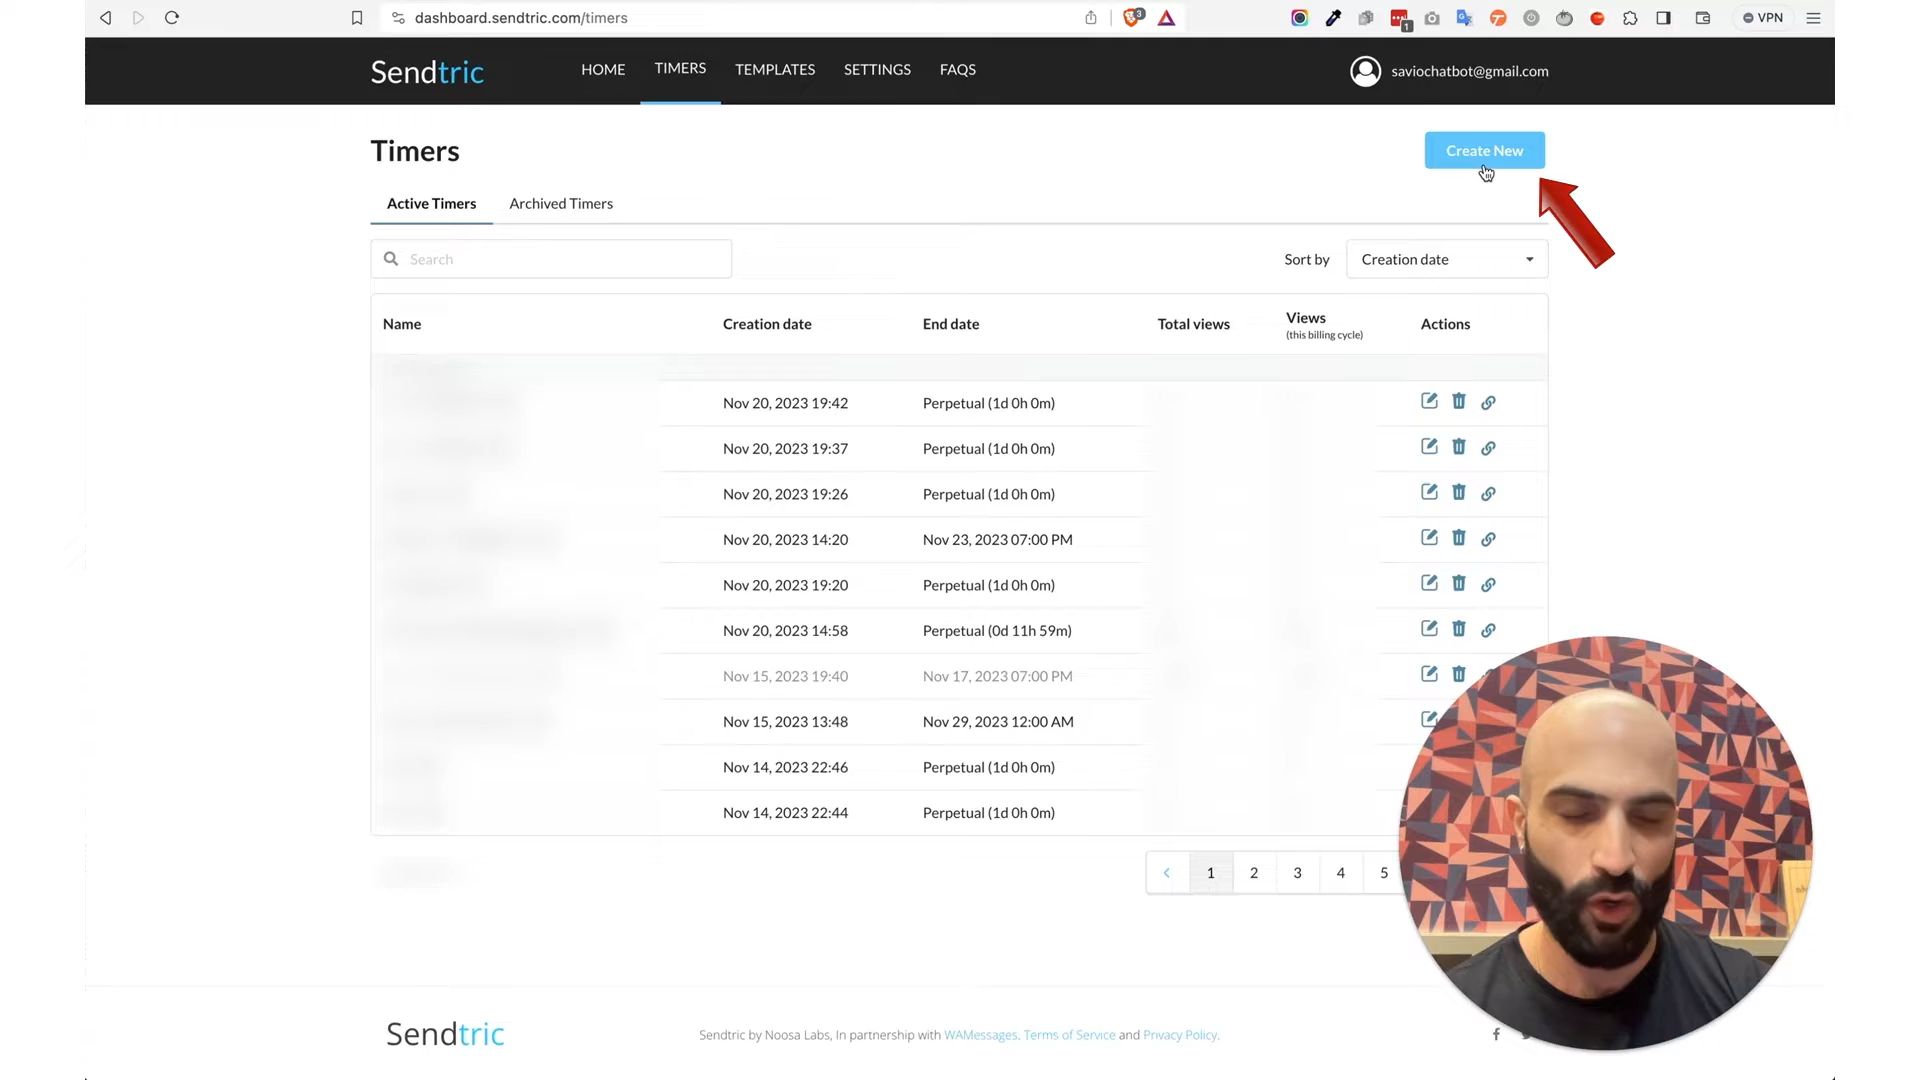 dashboard.sendtric.com/timers
3
1
VPN
Sendtric
HOME
TIMERS
TEMPLATES
SETTINGS
FAQS
saviochatbot@gmail.com
Timers
Create New
Active Timers
Archived Timers
Search
Sort by
Creation date
Name
Creation date
End date
Total views
Views
(this billing cycle)
Actions
Nov 20, 2023 19:42
Perpetual (1d 0h 0m)
Nov 20, 2023 19:37
Perpetual (1d 0h 0m)
Nov 20, 2023 19:26
Perpetual (1d 0h 0m)
Nov 20, 2023 14:20
Nov 23, 2023 07:00 PM
Nov 20, 2023 19:20
Perpetual (1d 0h 0m)
Nov 20, 2023 14:58
Perpetual (0d 11h 59m)
Nov 15, 2023 19:40
Nov 17, 2023 07:00 PM
Nov 15, 2023 13:48
Nov 29, 2023 12:00 AM
Nov 14, 2023 22:46
Perpetual (1d 0h 0m)
Nov 14, 2023 22:44
Perpetual (1d 0h 0m)
1
2
3
4
5
Sendtric
Sendtric by Noosa Labs, In partnership with WAMessages. Terms of Service and Privacy Policy.